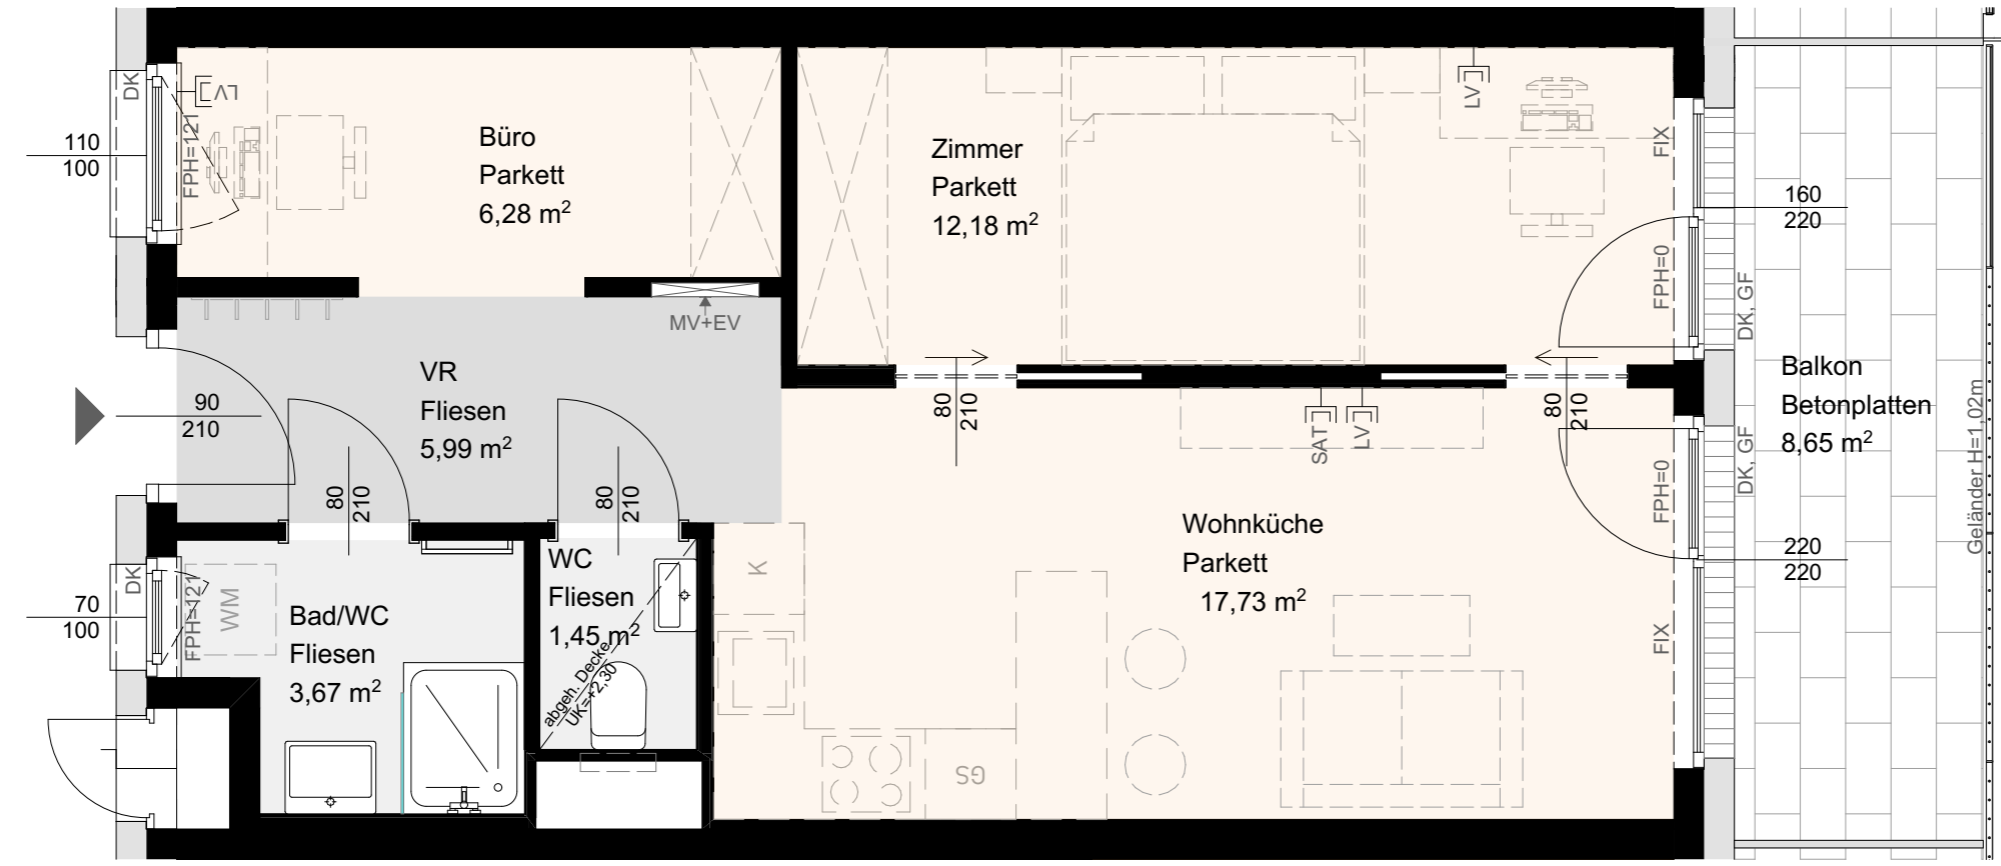 DK
110
100
FPH=121
LV
Büro
Parkett
6,28 m²
Zimmer
Parkett
12,18 m²
LV
FIX
160
220
FPH=0
DK, GF
MV+EV
VR
Fliesen
5,99 m²
90
210
80
210
80
210
80
210
80
210
SAT
LV
Balkon
Betonplatten
8,65 m²
Geländer H=1,02m
DK, GF
FPH=0
220
220
FIX
Wohnküche
Parkett
17,73 m²
K
GS
WC
Fliesen
1,45 m²
abgeh. Decke
UK=+2,30
DK
70
100
FPH=121
WM
Bad/WC
Fliesen
3,67 m²